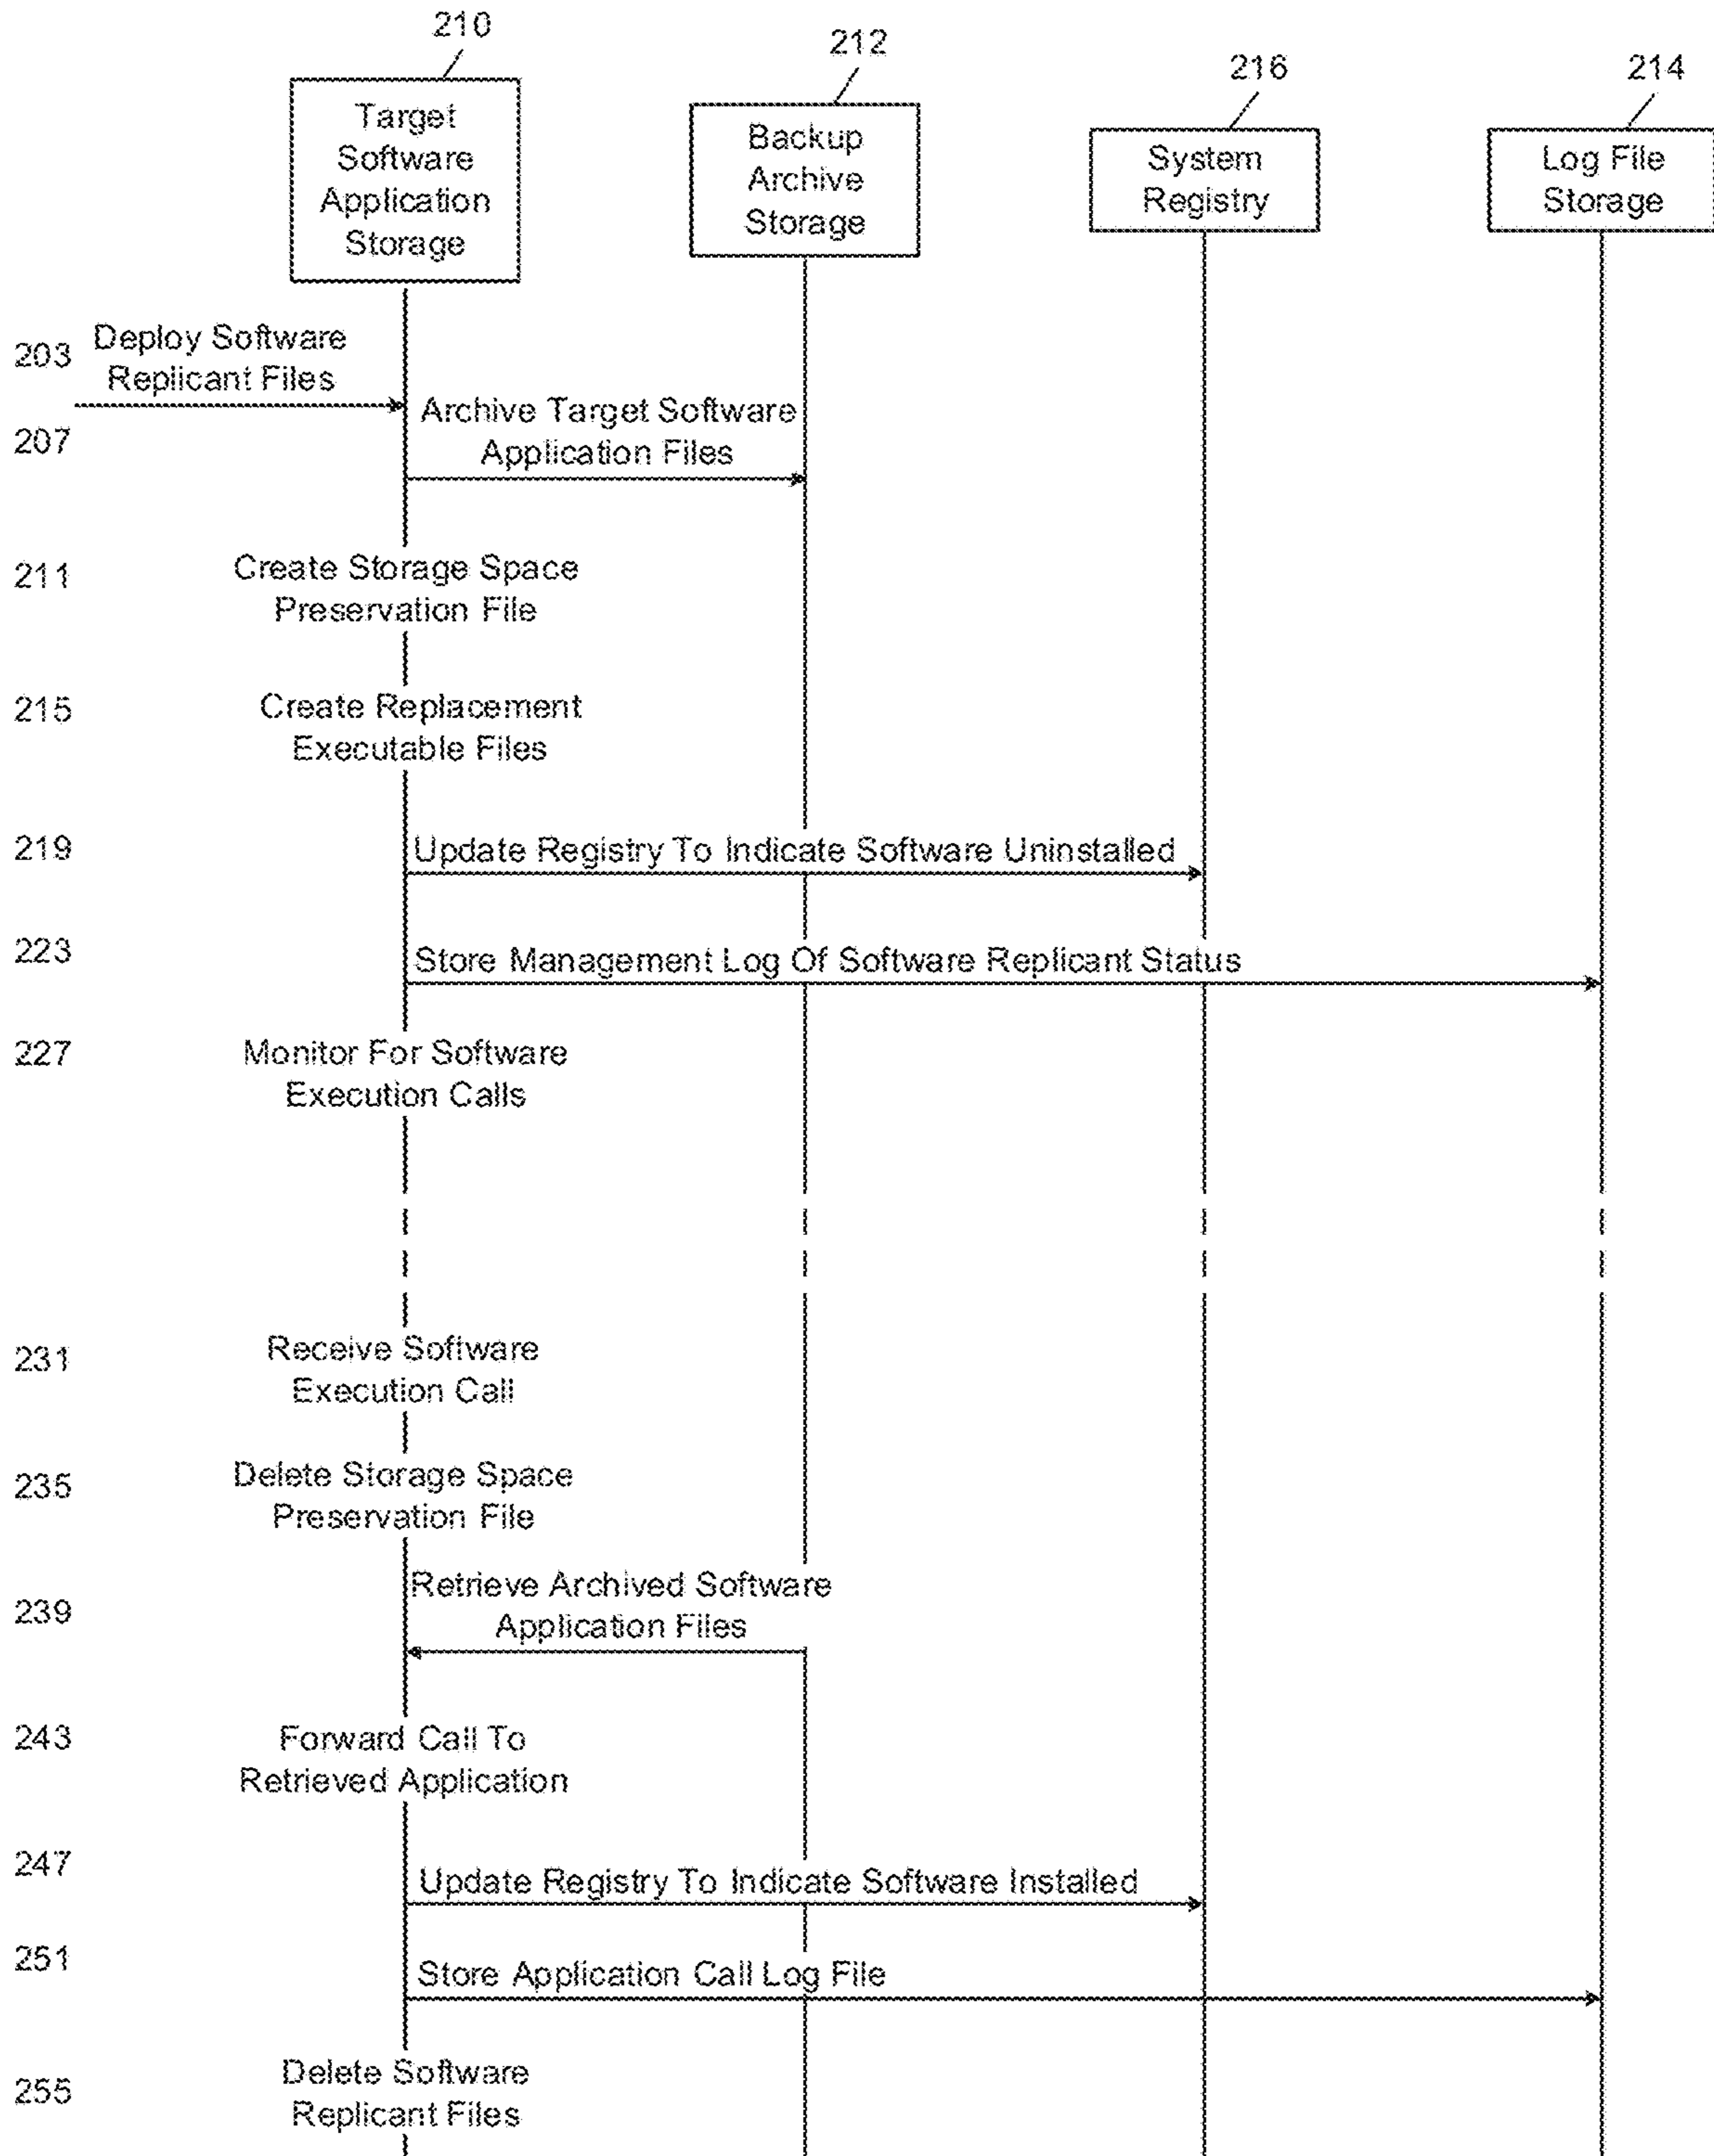 210
212
216
214
Target
Software
Application
Storage
Backup
Archive
Storage
System
Registry
Log File
Storage
203
Deploy Software
Replicant Files
207
Archive Target Software
Application Files
211
Create Storage Space
Preservation File
215
Create Replacement
Executable Files
219
Update Registry To Indicate Software Uninstalled
223
Store Management Log Of Software Replicant Status
227
Monitor For Software
Execution Calls
231
Receive Software
Execution Call
235
Delete Storage Space
Preservation File
239
Retrieve Archived Software
Application Files
243
Forward Call To
Retrieved Application
247
Update Registry To Indicate Software Installed
251
Store Application Call Log File
255
Delete Software
Replicant Files